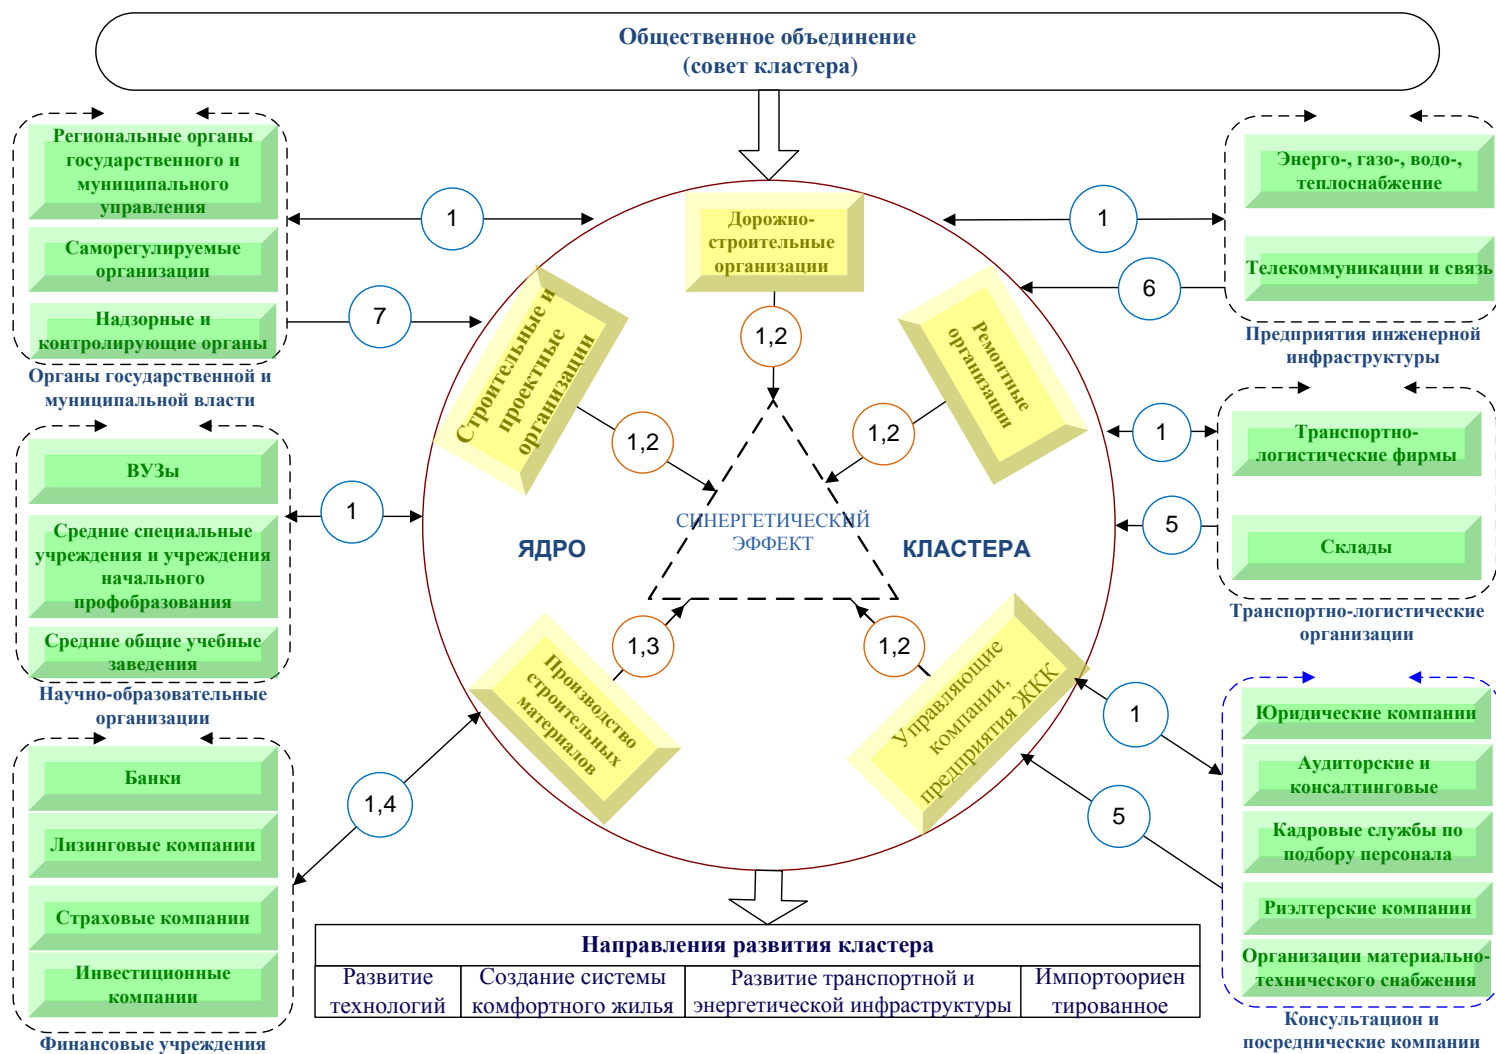 Общественное объединение
(совет кластера)
Региональные органы
государственного и
муниципального
управления
Саморегулируемые
организации
Надзорные и
контролирующие органы
Органы государственной и
муниципальной власти
ВУЗы
Средние специальные
учреждения и учреждения
начального
профобразования
Средние общие учебные
заведения
Научно-образовательные
организации
Банки
Лизинговые компании
Страховые компании
Инвестиционные
компании
Финансовые учреждения
1
7
1
1,4
Дорожно-
строительные
организации
Строительные и
проектные
организации
Ремонтные
организации
1,2
1,2
1,2
СИНЕРГЕТИЧЕСКИЙ
ЭФФЕКТ
ЯДРО
КЛАСТЕРА
1,3
1,2
Производство
строительных
материалов
Управляющие
компании,
предприятия ЖКК
1
6
1
5
1
5
Энерго-, газо-, водо-,
теплоснабжение
Телекоммуникации и связь
Предприятия инженерной
инфраструктуры
Транспортно-
логистические фирмы
Склады
Транспортно-логистические
организации
Юридические компании
Аудиторские и
консалтинговые
Кадровые службы по
подбору персонала
Риэлтерские компании
Организации материально-
технического снабжения
Консультацион и
посреднические компании
Направления развития кластера
Развитие
технологий
Создание системы
комфортного жилья
Развитие транспортной и
энергетической инфраструктуры
Импортоориен
тированное